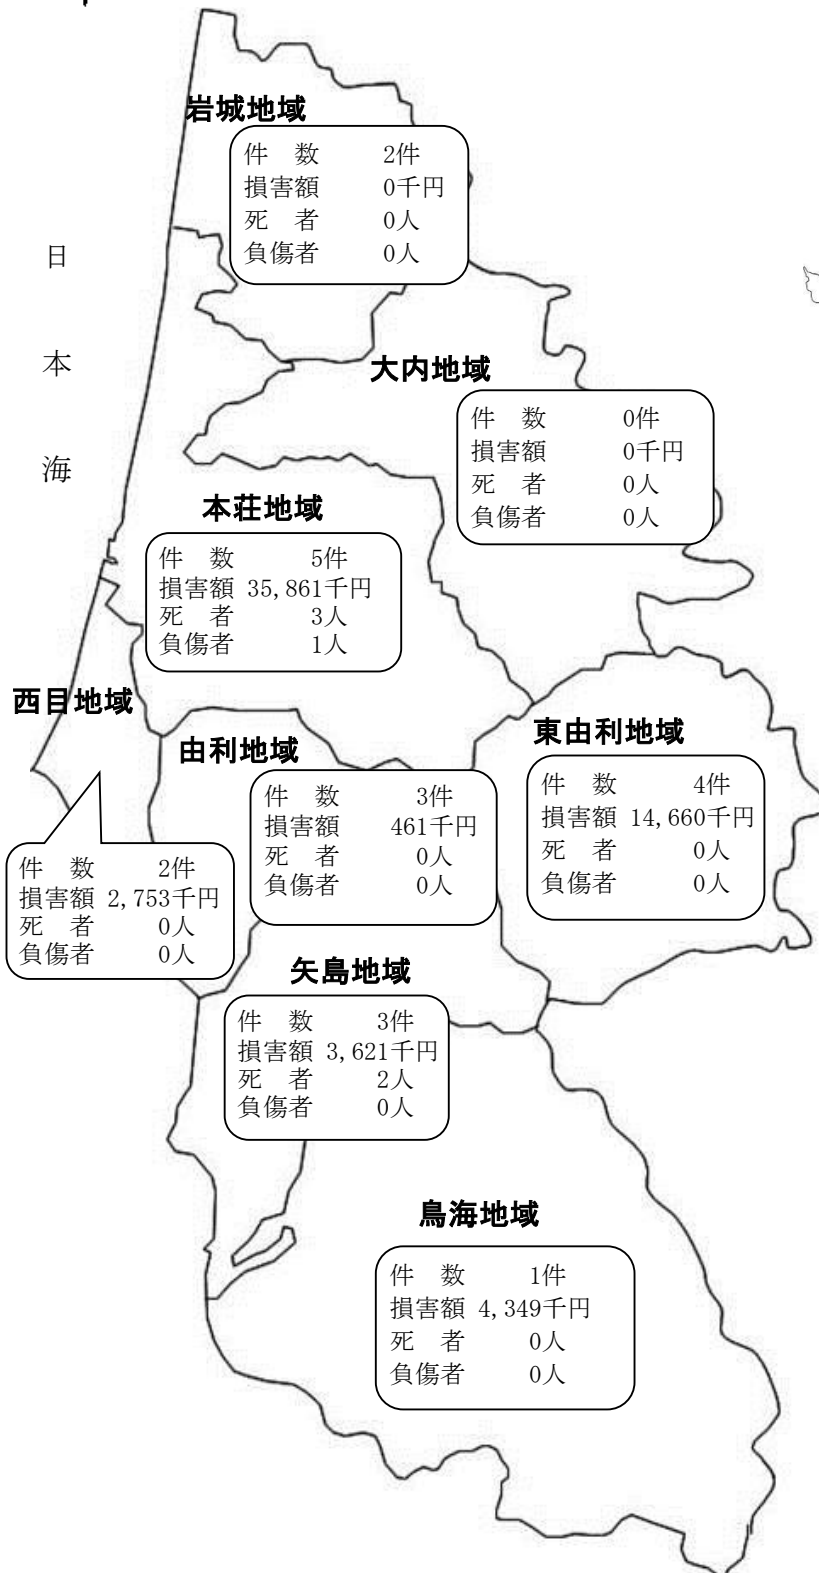 岩城地域
件　数　2件
損害額　0千円
死　者　0人
負傷者　0人
日本海
大内地域
件　数　0件
損害額　0千円
死　者　0人
負傷者　0人
本荘地域
件　数　5件
損害額 35,861千円
死　者　3人
負傷者　1人
西目地域
件　数　2件
損害額 2,753千円
死　者　0人
負傷者　0人
由利地域
件　数　3件
損害額　461千円
死　者　0人
負傷者　0人
東由利地域
件　数　4件
損害額 14,660千円
死　者　0人
負傷者　0人
矢島地域
件　数　3件
損害額 3,621千円
死　者　2人
負傷者　0人
鳥海地域
件　数　1件
損害額 4,349千円
死　者　0人
負傷者　0人